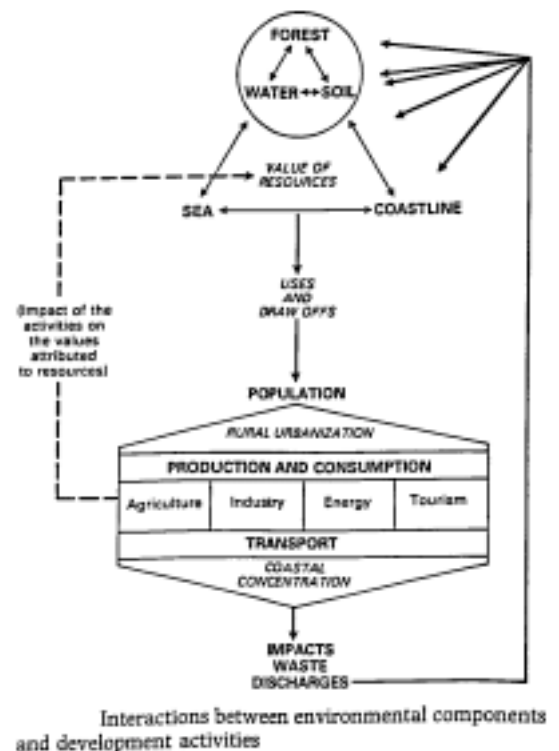 FOREST
WATER SOIL
VALUE OF
RESOURCES
SEA COASTLINE
USES
AND
DRAW OFFS
(Impact of the
activities on
the values
attributed
to resources)
POPULATION
RURAL URBANIZATION
PRODUCTION AND CONSUMPTION
Agriculture Industry Energy Tourism
TRANSPORT
COASTAL
CONCENTRATION
IMPACTS
WASTE
DISCHARGES
Interactions between environmental components
and development activities